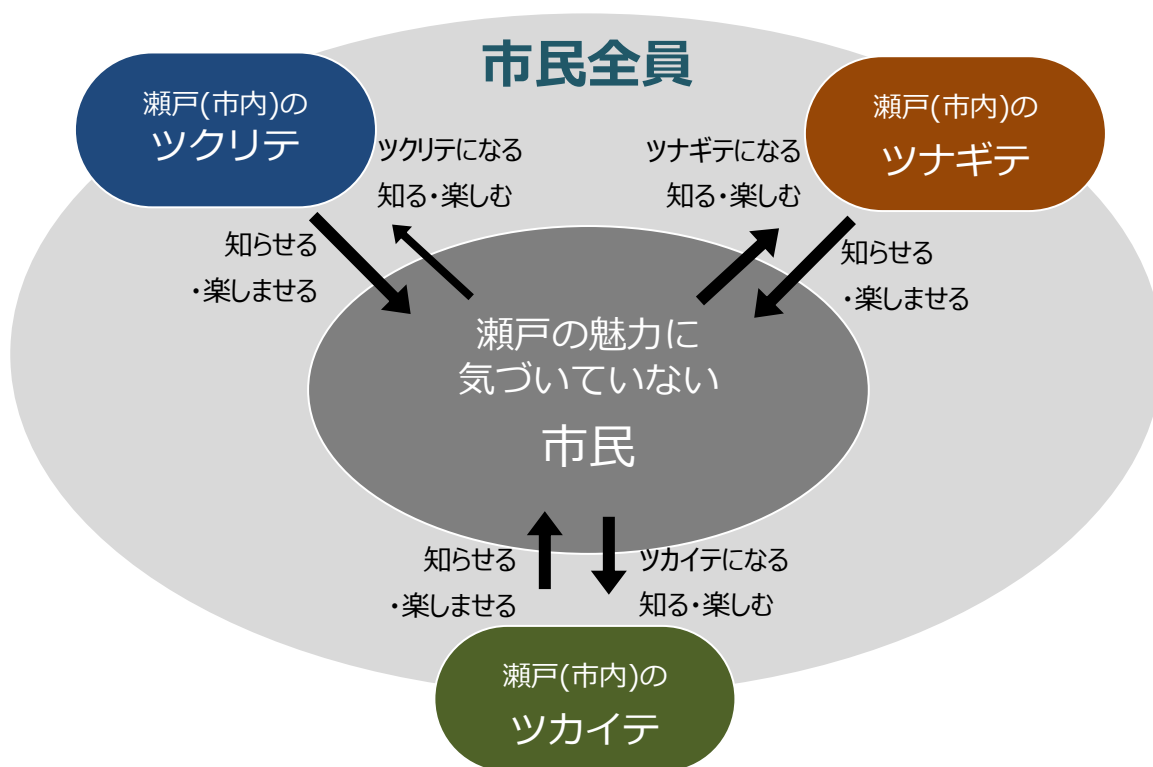 市民全員
瀬戸(市内)の
ツクリテ
瀬戸(市内)の
ツナギテ
ツクリテになる
知る・楽しむ
ツナギテになる
知る・楽しむ
知らせる
・楽しませる
知らせる
・楽しませる
瀬戸の魅力に
気づいていない
市民
知らせる
・楽しませる
ツカイテになる
知る・楽しむ
瀬戸(市内)の
ツカイテ